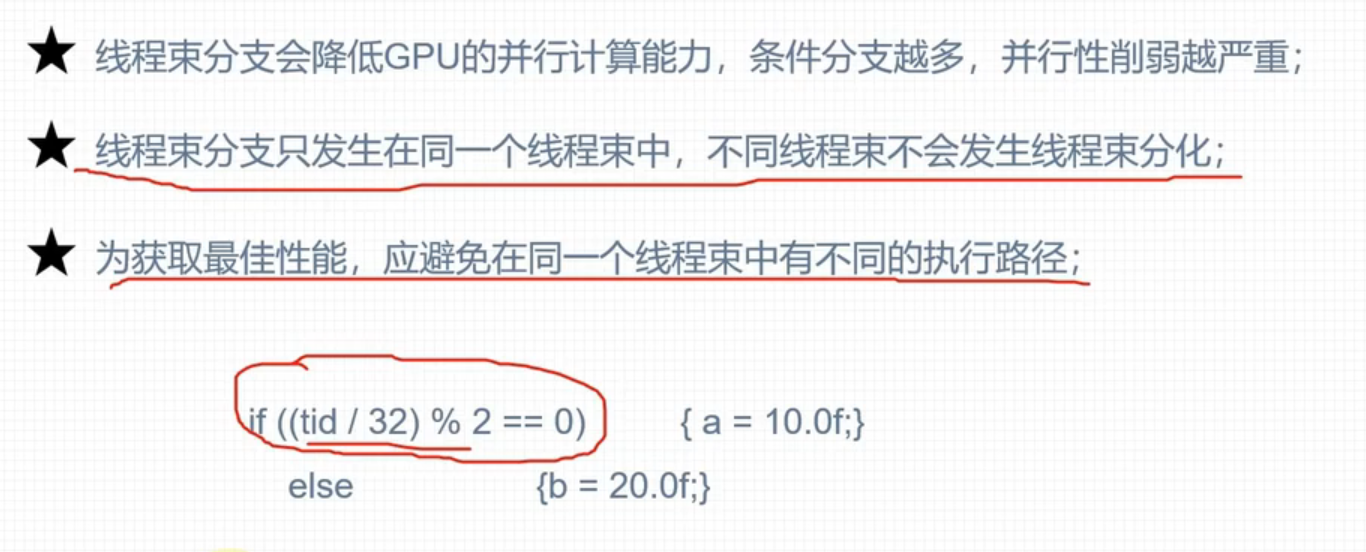 ★ 线程束分支会降低GPU的并行计算能力，条件分支越多，并行性削弱越严重；
★ 线程束分支只发生在同一个线程束中，不同线程束不会发生线程束分化；
★ 为获取最佳性能，应避免在同一个线程束中有不同的执行路径；
if ((tid / 32) % 2 == 0) { a = 10.0f;}
else {b = 20.0f;}